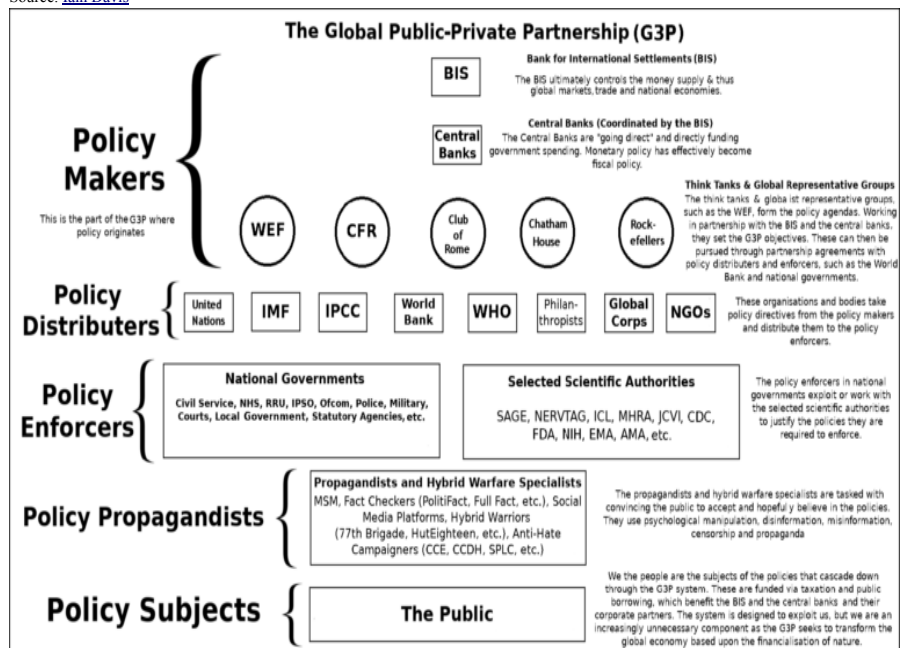 Source: Iain Davis
The Global Public-Private Partnership (G3P)
Policy
Makers
This is the part of the G3P where
policy originates
BIS
Bank for International Settlements (BIS)
The BIS ultimately controls the money supply & thus
global markets, trade and national economies.
Central
Banks
Central Banks (Coordinated by the BIS)
The Central Banks are "going direct" and directly funding
government spending. Monetary policy has effectively become
fiscal policy.
WEF
CFR
Club
of
Rome
Chatham
House
Rock-
efellers
Think Tanks & Global Representative Groups
The think tanks & globa ist representative groups,
such as the WEF, form the policy agendas. Working
in partnership with the BIS and the central banks,
they set the G3P objectives. These can then be
pursued through partnership agreements with
policy distributers and enforcers, such as the World
Bank and national governments.
Policy
Distributers
United
Nations
IMF
IPCC
World
Bank
WHO
Philan-
thropists
Global
Corps
NGOs
These organisations and bodies take
policy directives from the policy makers
and distribute them to the policy
enforcers.
Policy
Enforcers
National Governments
Civil Service, NHS, RRU, IPSO, Ofcom, Police, Military,
Courts, Local Government, Statutory Agencies, etc.
Selected Scientific Authorities
SAGE, NERVTAG, ICL, MHRA, JCVI, CDC,
FDA, NIH, EMA, AMA, etc.
The policy enforcers in national
governments exploit or work with
the selected scientific authorities
to justify the policies they are
required to enforce.
Policy Propagandists
Propagandists and Hybrid Warfare Specialists
MSM, Fact Checkers (PolitiFact, Full Fact, etc.), Social
Media Platforms, Hybrid Warriors
(77th Brigade, HutEighteen, etc.), Anti-Hate
Campaigners (CCE, CCDH, SPLC, etc.)
The propagandists and hybrid warfare specialists are tasked with
convincing the public to accept and hopefu y believe in the policies.
They use psychological manipulation, disinformation, misinformation,
censorship and propaganda
Policy Subjects
The Public
We the people are the subjects of the policies that cascade down
through the G3P system. These are funded via taxation and public
borrowing, which benefit the BIS and the central banks and their
corporate partners. The system is designed to exploit us, but we are an
increasingly unnecessary component as the G3P seeks to transform the
global economy based upon the financialisation of nature.